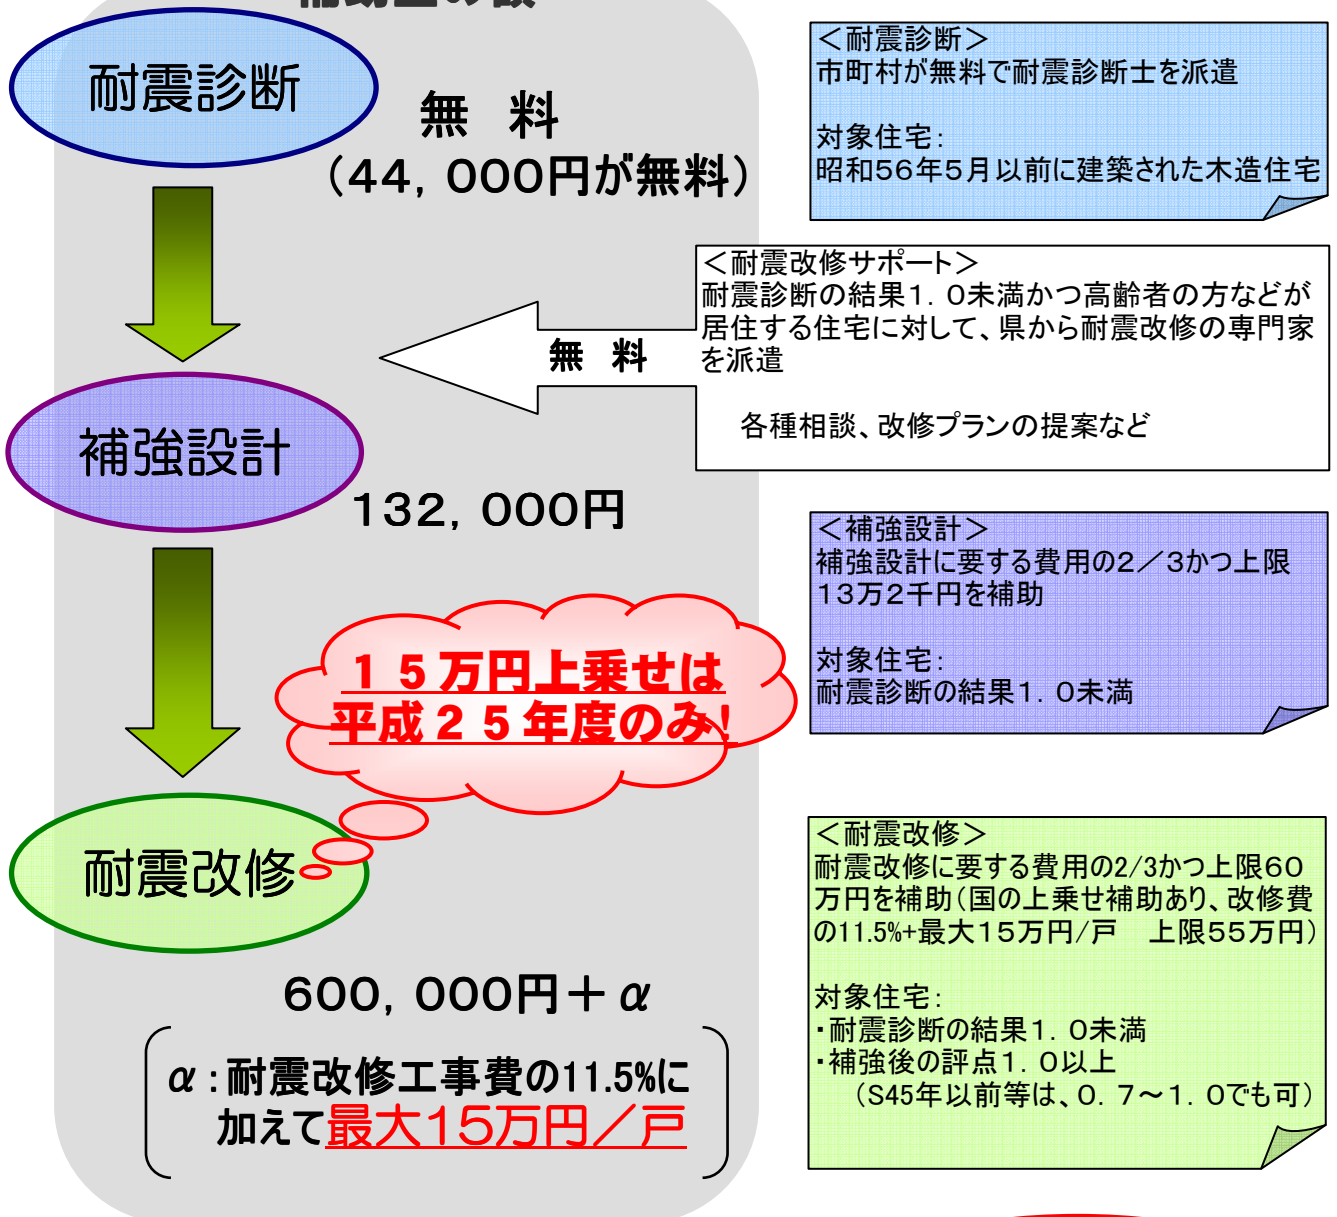 耐震診断
無 料
(44,000円が無料)
＜耐震診断＞
市町村が無料で耐震診断士を派遣
対象住宅：
昭和５６年５月以前に建築された木造住宅
＜耐震改修サポート＞
耐震診断の結果１．０未満かつ高齢者の方などが
居住する住宅に対して、県から耐震改修の専門家
を派遣
各種相談、改修プランの提案など
無 料
補強設計
１３２，０００円
＜補強設計＞
補強設計に要する費用の２／３かつ上限
１３万２千円を補助
対象住宅：
耐震診断の結果１．０未満
１５万円上乗せは
平成２５年度のみ！
耐震改修
６００，０００円＋α
α：耐震改修工事費の11.5%に
加えて最大１５万円／戸
＜耐震改修＞
耐震改修に要する費用の2/3かつ上限６０
万円を補助（国の上乗せ補助あり、改修費
の11.5%+最大１５万円/戸　上限５５万円）
対象住宅：
・耐震診断の結果１．０未満
・補強後の評点１．０以上
（S45年以前等は、０．７～１．０でも可）